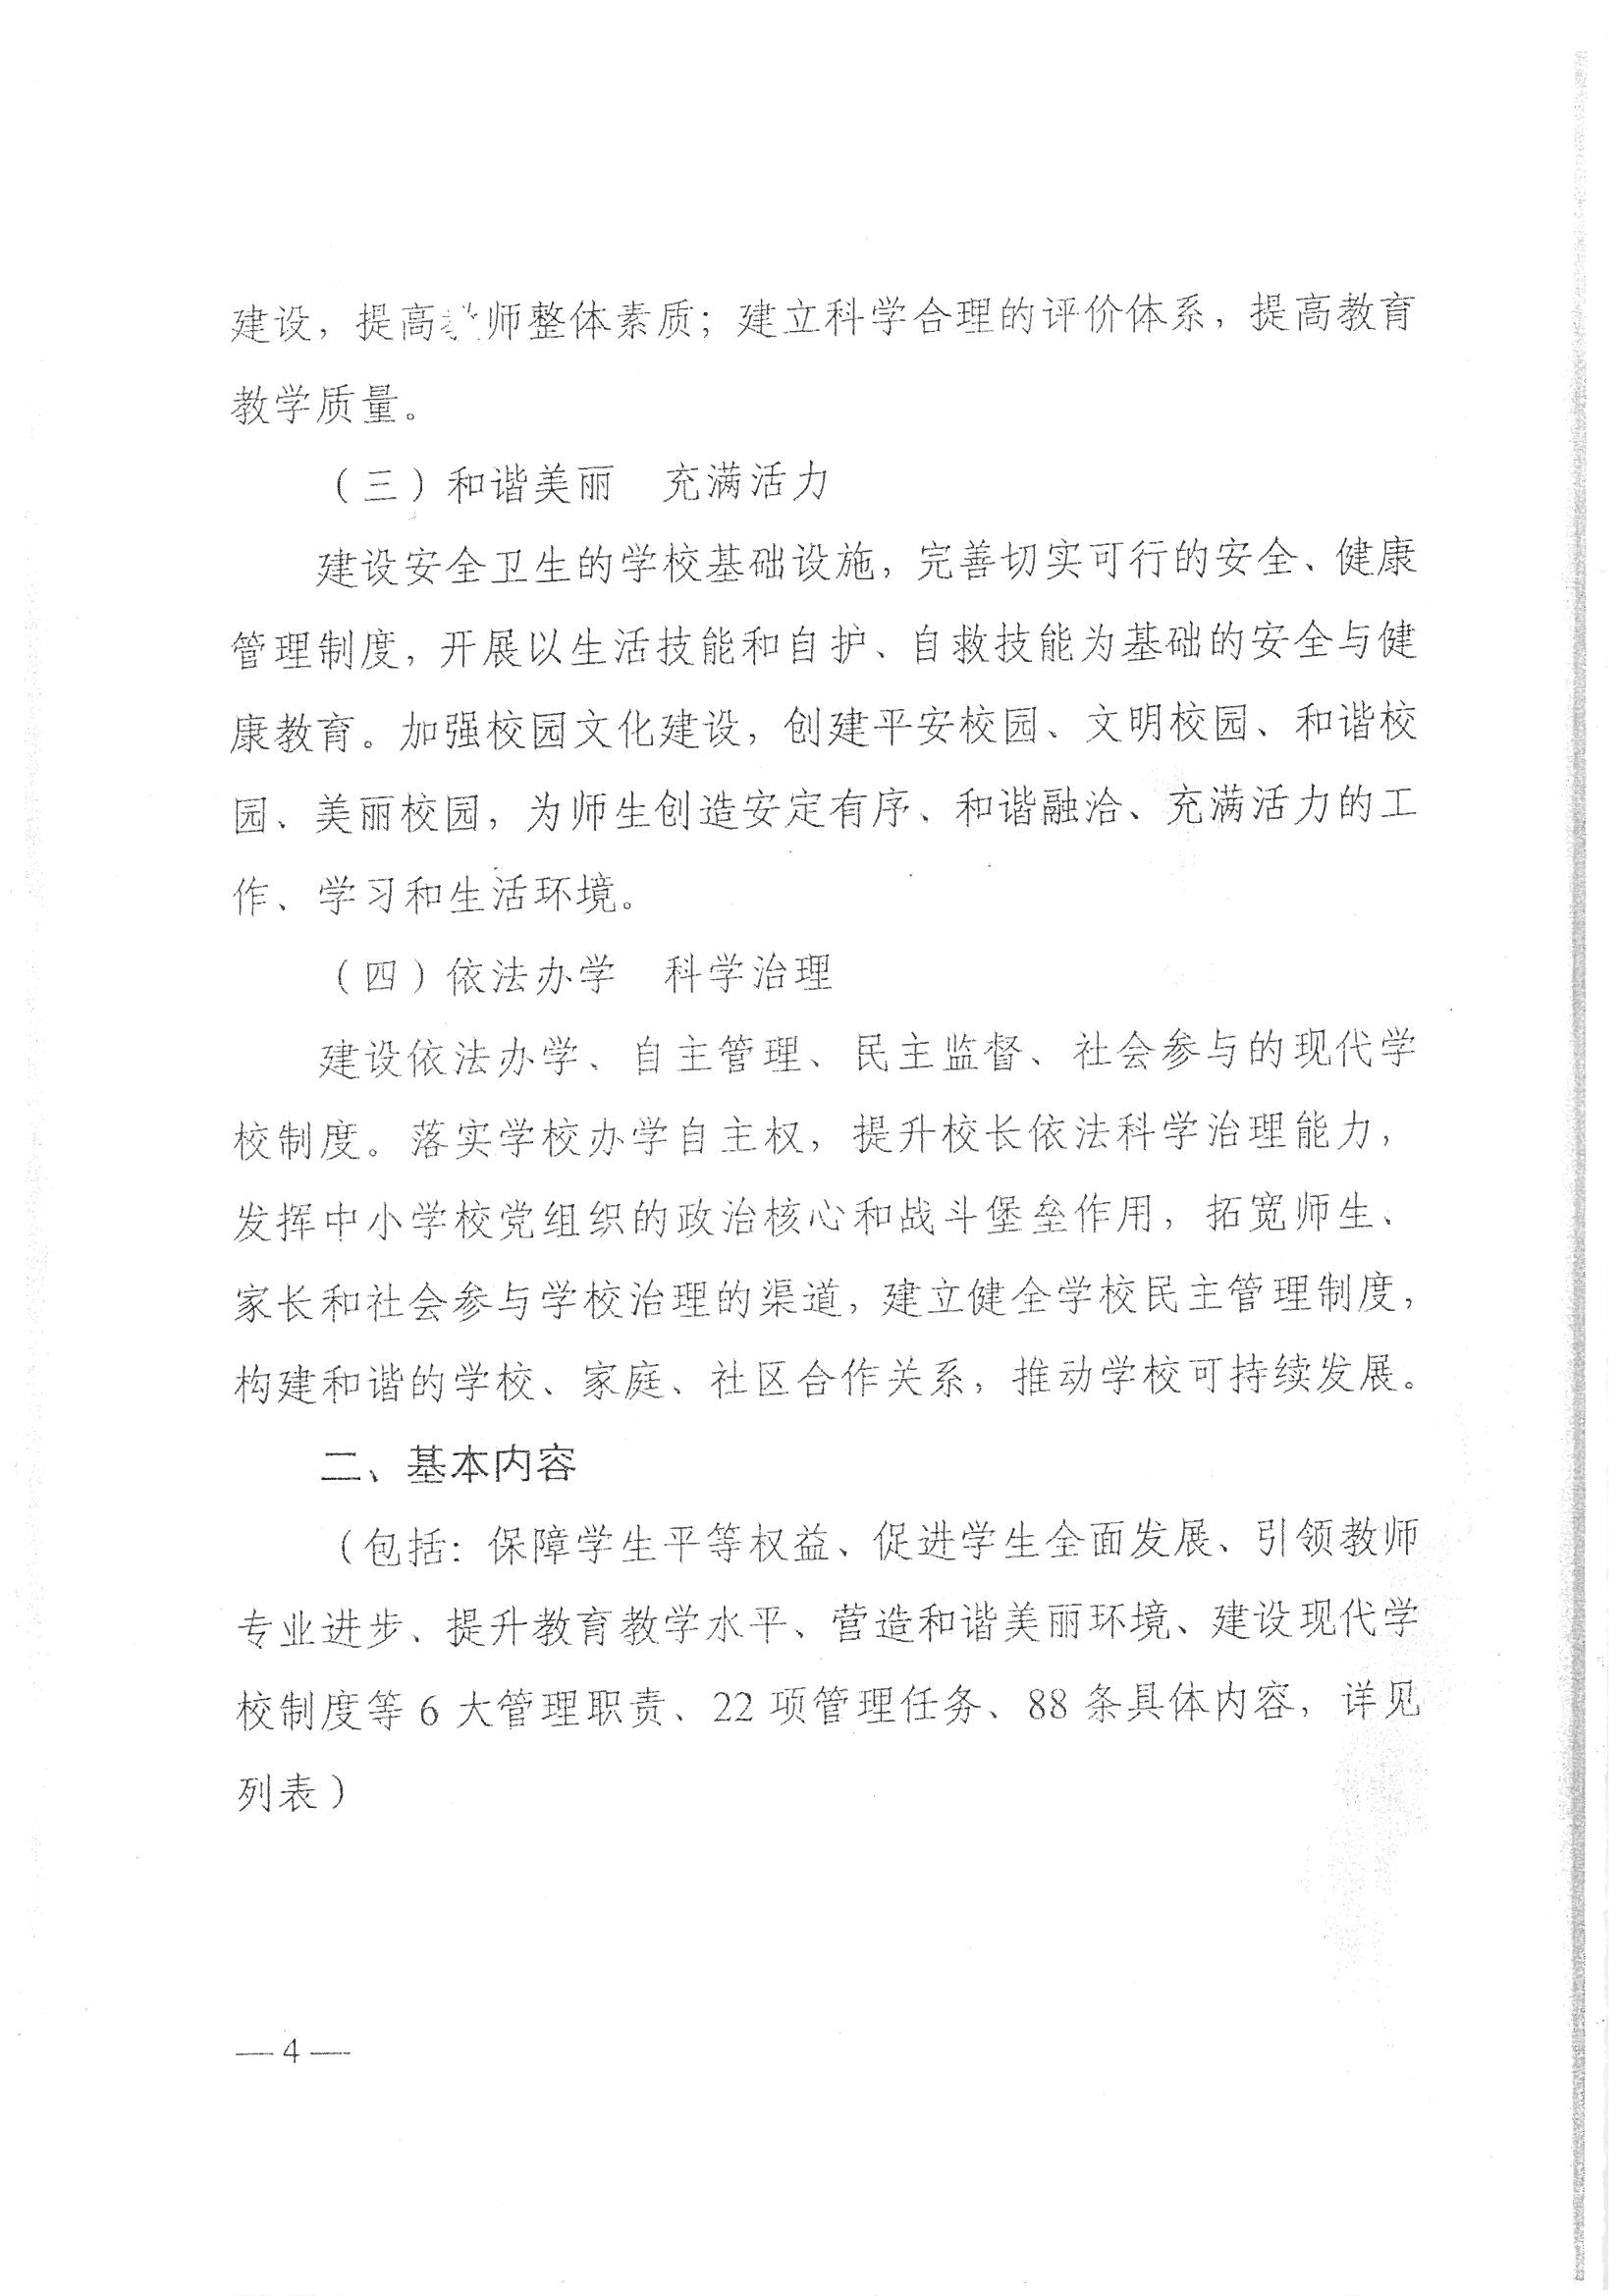 建设，提高教师整体素质；建立科学合理的评价体系，提高教育
教学质量。
（三）和谐美丽　充满活力
建设安全卫生的学校基础设施，完善切实可行的安全、健康
管理制度，开展以生活技能和自护、自救技能为基础的安全与健
康教育。加强校园文化建设，创建平安校园、文明校园、和谐校
园、美丽校园，为师生创造安定有序、和谐融洽、充满活力的工
作、学习和生活环境。
（四）依法办学　科学治理
建设依法办学、自主管理、民主监督、社会参与的现代学
校制度。落实学校办学自主权，提升校长依法科学治理能力，
发挥中小学校党组织的政治核心和战斗堡垒作用，拓宽师生、
家长和社会参与学校治理的渠道，建立健全学校民主管理制度，
构建和谐的学校、家庭、社区合作关系，推动学校可持续发展。
二、基本内容
（包括：保障学生平等权益、促进学生全面发展、引领教师
专业进步、提升教育教学水平、营造和谐美丽环境、建设现代学
校制度等 6 大管理职责、22 项管理任务、88 条具体内容，详见
列表）
— 4 —